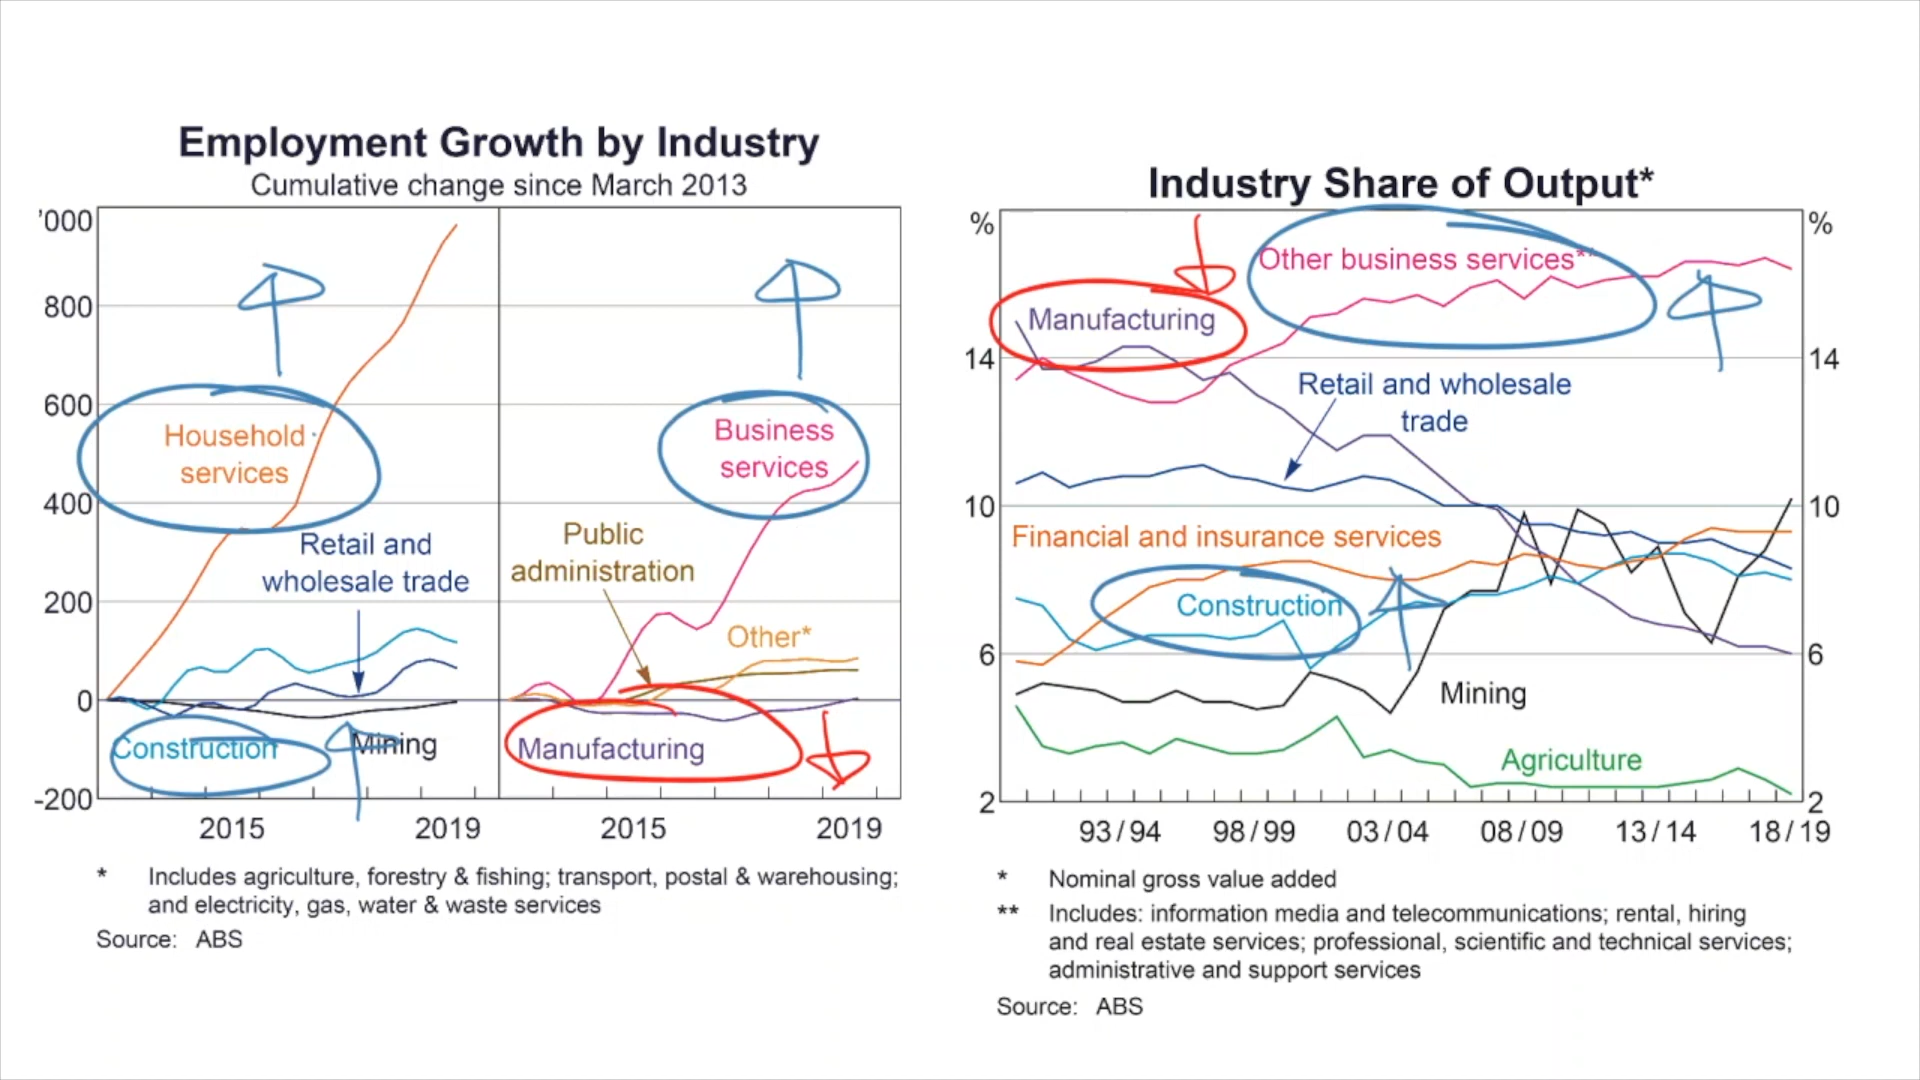 Employment Growth by Industry
Cumulative change since March 2013
'000
800
600
400
200
0
-200
Household
services
Retail and
wholesale trade
Construction
Mining
Business
services
Public
administration
Other*
Manufacturing
2015
2019
2015
2019
* Includes agriculture, forestry & fishing; transport, postal & warehousing;
and electricity, gas, water & waste services
Source: ABS
Industry Share of Output*
%
%
Other business services**
Manufacturing
14
14
Retail and wholesale
trade
10
10
Financial and insurance services
Construction
6
6
Mining
Agriculture
2
2
93/94
98/99
03/04
08/09
13/14
18/19
* Nominal gross value added
** Includes: information media and telecommunications; rental, hiring
and real estate services; professional, scientific and technical services;
administrative and support services
Source: ABS